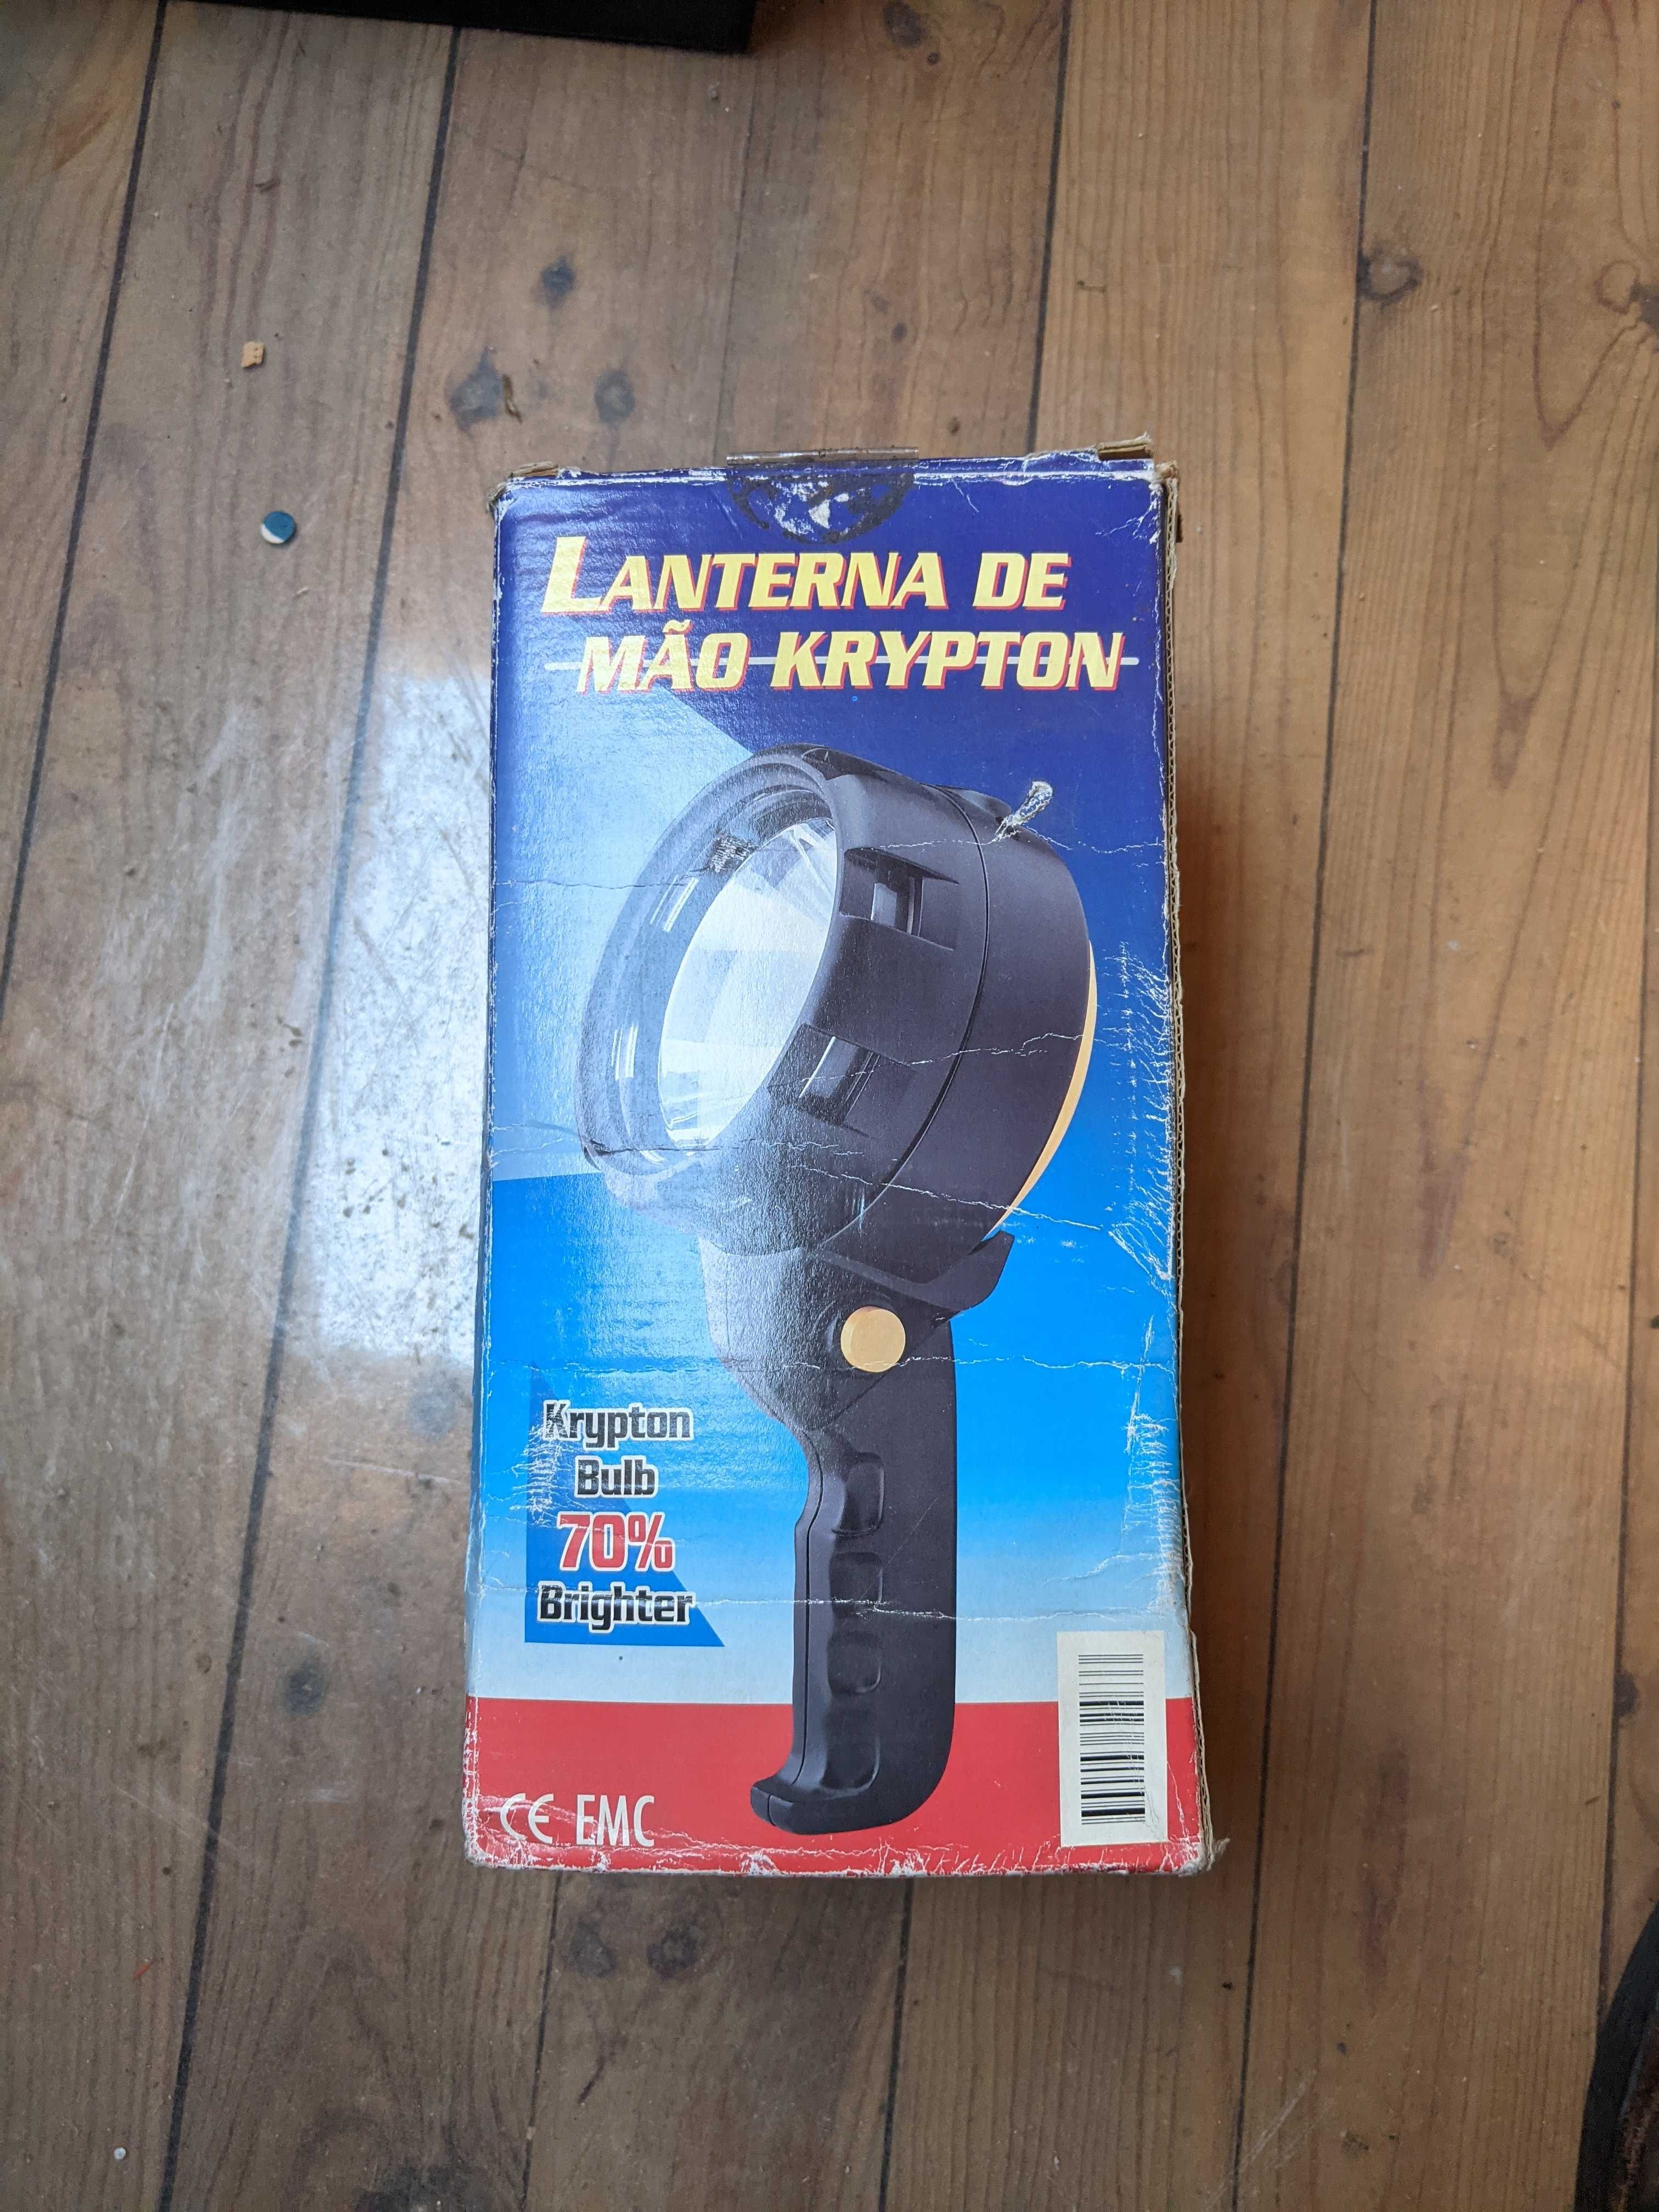 LANTERNA DE
MÃO KRYPTON
Krypton
Bulb
70%
Brighter
CE EMC